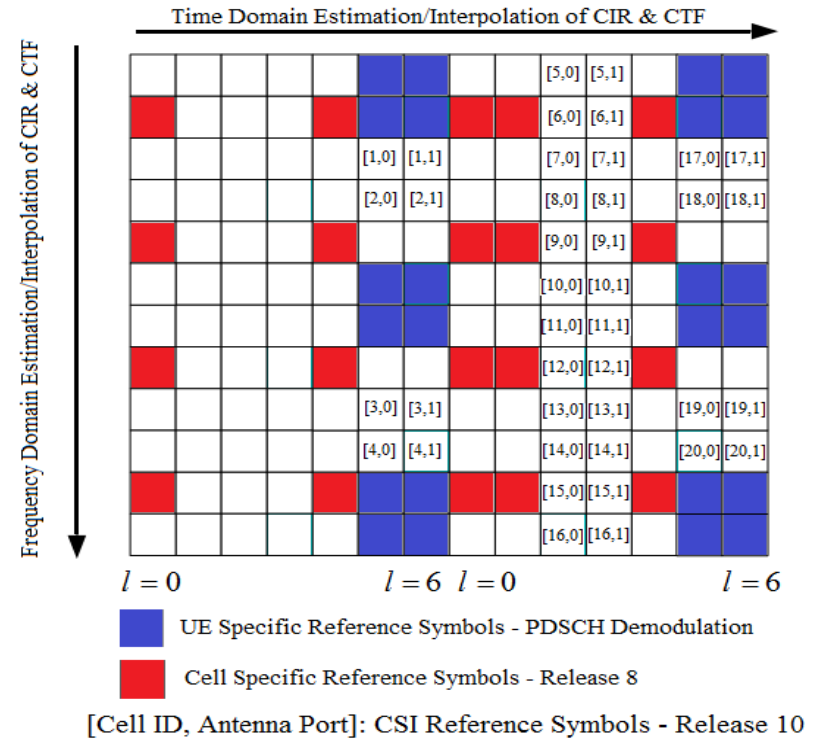 Time Domain Estimation/Interpolation of CIR & CTF
Frequency Domain Estimation/Interpolation of CIR & CTF
[5,0] [5,1]
[6,0] [6,1]
[1,0] [1,1] [7,0] [7,1] [17,0] [17,1]
[2,0] [2,1] [8,0] [8,1] [18,0] [18,1]
[9,0] [9,1]
[10,0] [10,1]
[11,0] [11,1]
[12,0] [12,1]
[3,0] [3,1] [13,0] [13,1] [19,0] [19,1]
[4,0] [4,1] [14,0] [14,1] [20,0] [20,1]
[15,0] [15,1]
[16,0] [16,1]
l = 0 l = 6 l = 0 l = 6
UE Specific Reference Symbols - PDSCH Demodulation
Cell Specific Reference Symbols - Release 8
[Cell ID, Antenna Port]: CSI Reference Symbols - Release 10